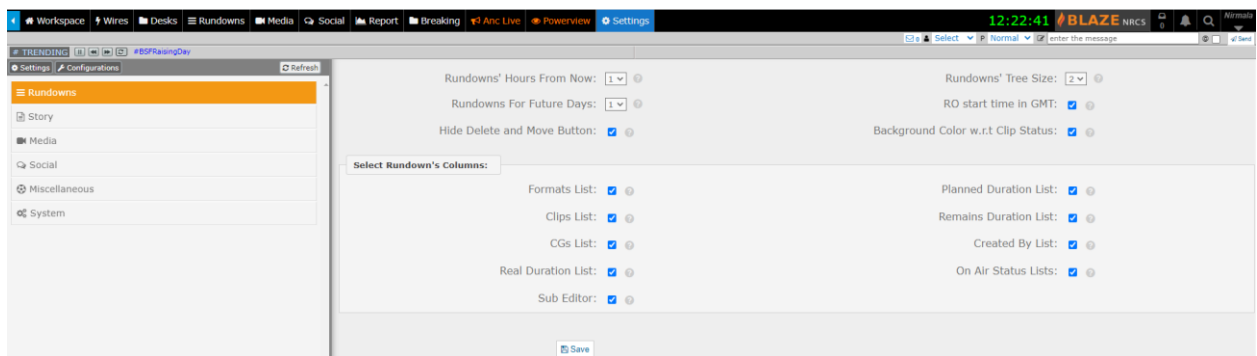 Workspace Wires Desks Rundowns Media Social Report Breaking Anc Live Powerview Settings 12:22:41 BLAZE NRCS 0 Nirmala
0 Select P Normal enter the message Send
# TRENDING #BSFRaisingDay
Settings Configurations Refresh
Rundowns
Story
Media
Social
Miscellaneous
System
Rundowns' Hours From Now: 1 Rundowns' Tree Size: 2
Rundowns For Future Days: 1 RO start time in GMT:
Hide Delete and Move Button: Background Color w.r.t Clip Status:
Select Rundown's Columns:
Formats List: Planned Duration List:
Clips List: Remains Duration List:
CGs List: Created By List:
Real Duration List: On Air Status Lists:
Sub Editor:
Save